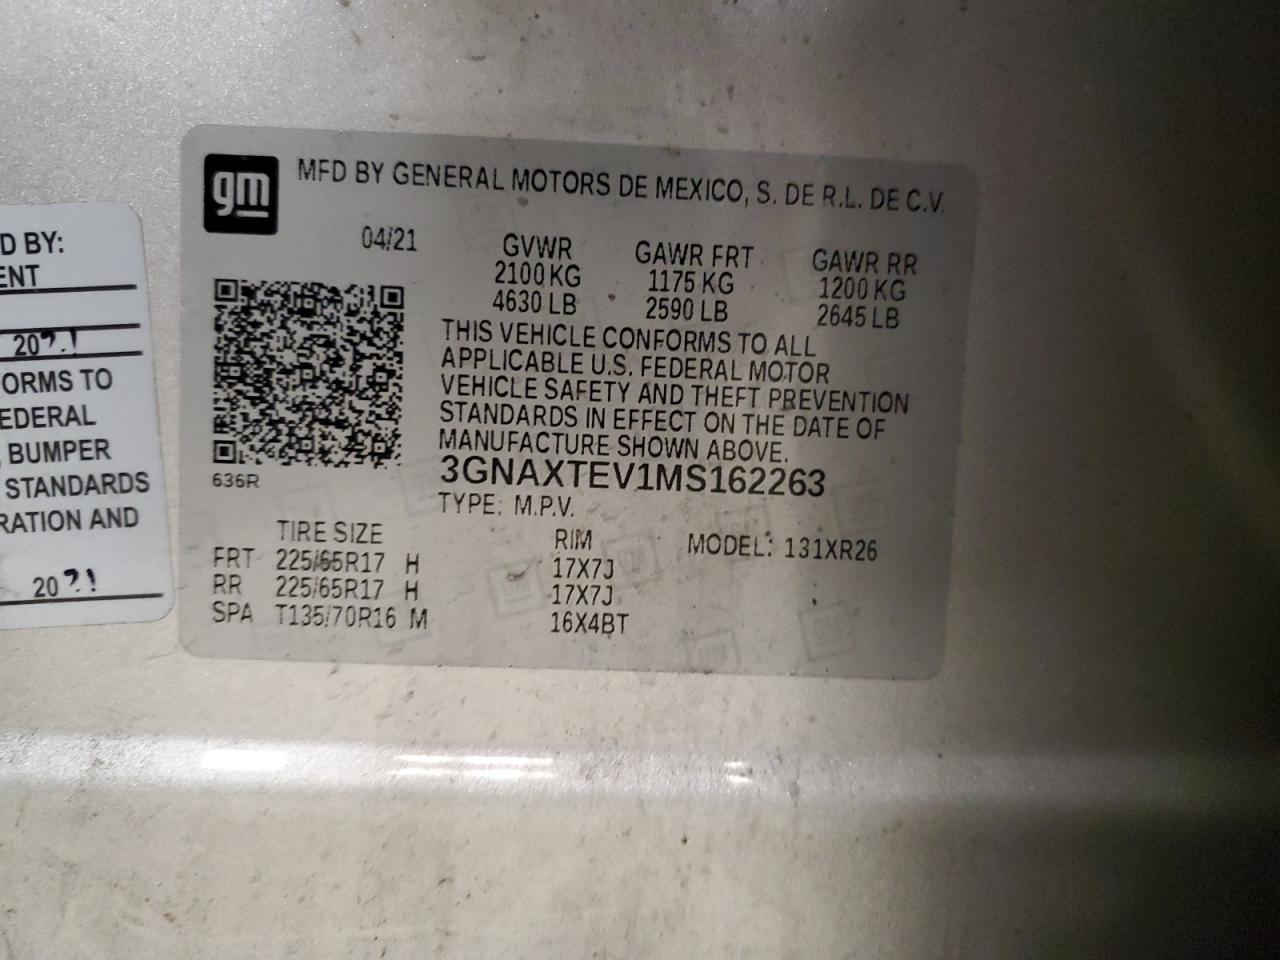 D BY:
ENT
20
ORMS TO
EDERAL
, BUMPER
STANDARDS
RATION AND
20
gm
MFD BY GENERAL MOTORS DE MEXICO, S. DE R.L. DE C.V.
04/21
GVWR GAWR FRT GAWR RR
2100 KG 1175 KG 1200 KG
4630 LB 2590 LB 2645 LB
THIS VEHICLE CONFORMS TO ALL
APPLICABLE U.S. FEDERAL MOTOR
VEHICLE SAFETY AND THEFT PREVENTION
STANDARDS IN EFFECT ON THE DATE OF
MANUFACTURE SHOWN ABOVE.
3GNAXTEV1MS162263
636R
TYPE: M.P.V.
TIRE SIZE RIM MODEL: 131XR26
FRT 225/65R17 H 17X7J
RR 225/65R17 H 17X7J
SPA T135/70R16 M 16X4BT